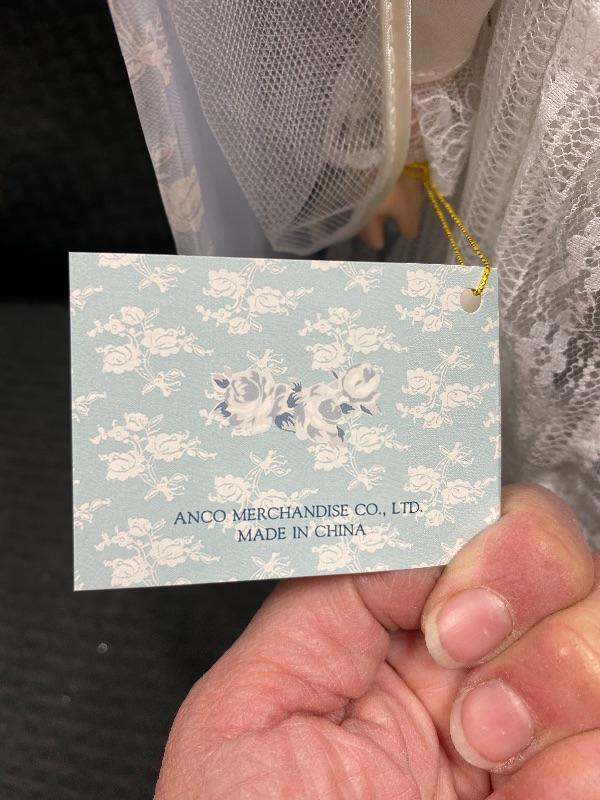 ANCO MERCHANDISE CO., LTD.
MADE IN CHINA